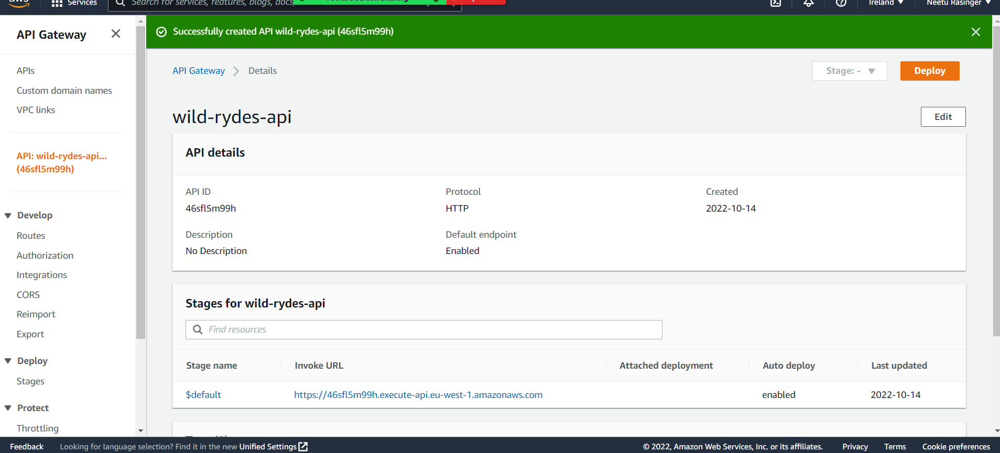 aws
Services
Search for services, features, blogs, docs,
Ireland
Neetu Rasinger
API Gateway
APIs
Custom domain names
VPC links
API: wild-rydes-api...
(46sfl5m99h)
Develop
Routes
Authorization
Integrations
CORS
Reimport
Export
Deploy
Stages
Protect
Throttling
Successfully created API wild-rydes-api (46sfl5m99h)
API Gateway
Details
Stage: -
Deploy
wild-rydes-api
Edit
API details
API ID
46sfl5m99h
Protocol
HTTP
Created
2022-10-14
Description
No Description
Default endpoint
Enabled
Stages for wild-rydes-api
Find resources
Stage name Invoke URL Attached deployment Auto deploy Last updated
$default https://46sfl5m99h.execute-api.eu-west-1.amazonaws.com enabled 2022-10-14
Feedback Looking for language selection? Find it in the new Unified Settings © 2022, Amazon Web Services, Inc. or its affiliates. Privacy Terms Cookie preferences